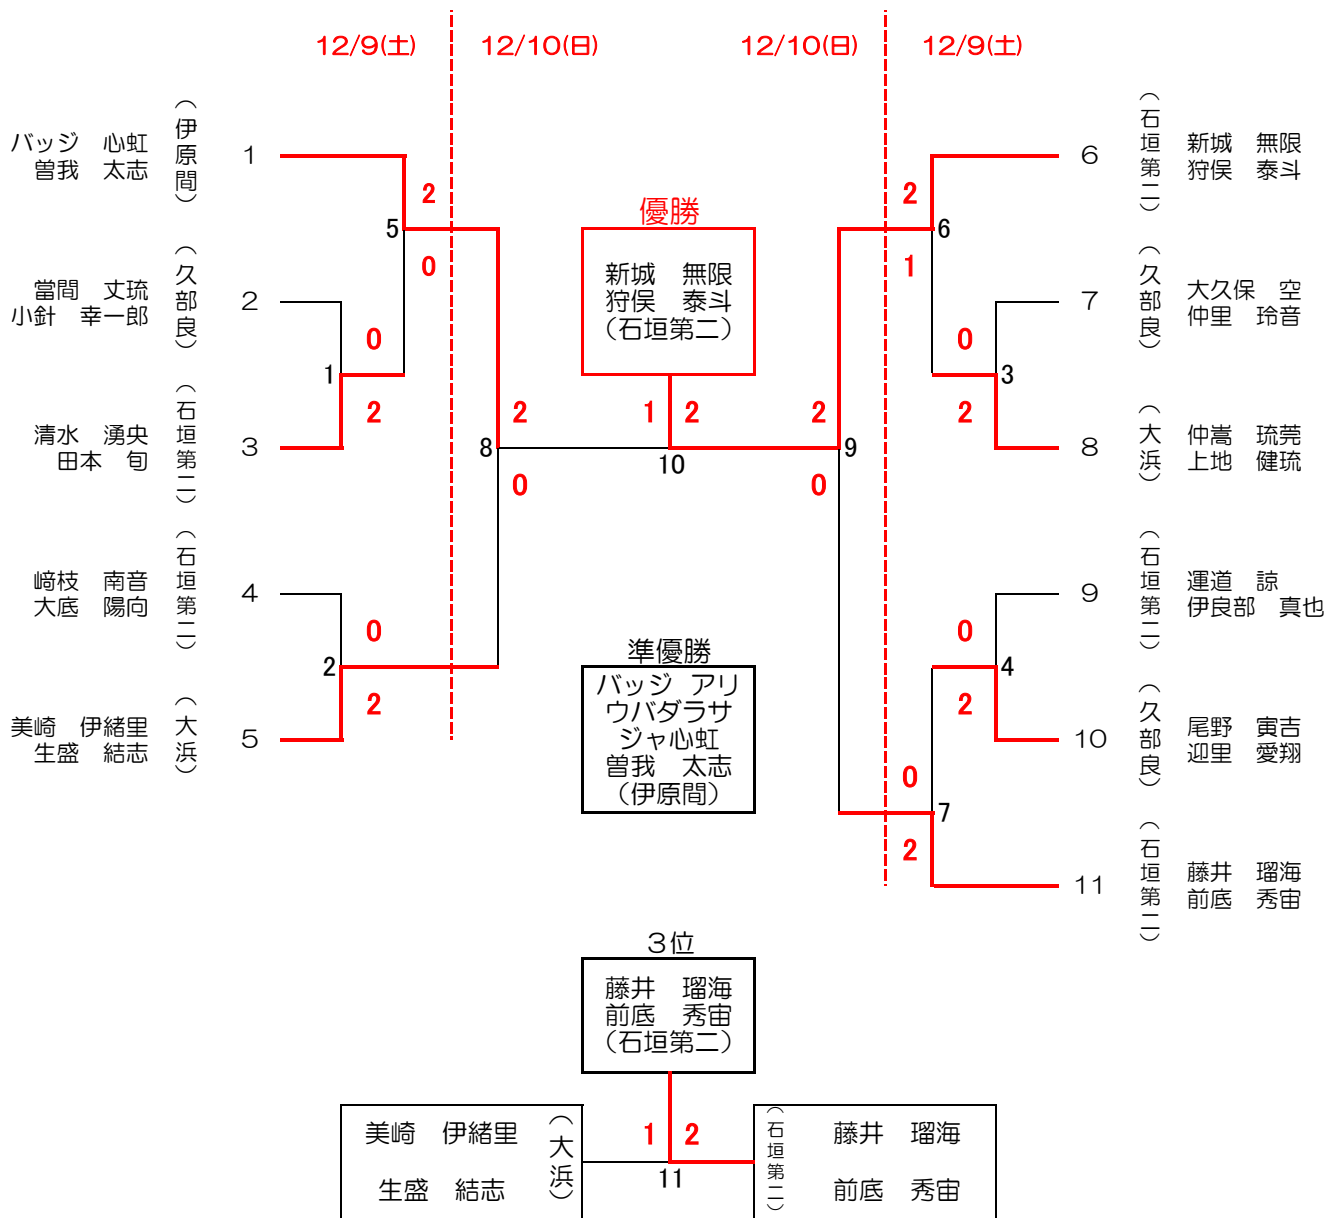 12/9(土)
12/10(日)
12/10(日)
12/9(土)
バッジ　心虹
曽我　太志
（伊原間）
1
當間　丈琉
小針　幸一郎
（久部良）
2
清水　湧央
田本　旬
（石垣第二）
3
﨑枝　南音
大底　陽向
（石垣第二）
4
美崎　伊緒里
生盛　結志
（大浜）
5
5
2
0
1
0
2
2
0
2
8
2
0
優勝
新城　無限
狩俣　泰斗
（石垣第二）
1
2
10
準優勝
バッジ　アリ
ウバダラサ
ジャ心虹
曽我　太志
（伊原間）
2
9
0
2
6
1
0
3
2
0
4
2
0
7
2
6
（石垣第二）
新城　無限
狩俣　泰斗
7
（久部良）
大久保　空
仲里　玲音
8
（大浜）
仲嵩　琉莞
上地　健琉
9
（石垣第二）
運道　諒
伊良部　真也
10
（久部良）
尾野　寅吉
迎里　愛翔
11
（石垣第二）
藤井　瑠海
前底　秀宙
3位
藤井　瑠海
前底　秀宙
（石垣第二）
美崎　伊緒里
生盛　結志
（大浜）
1
2
11
（石垣第二）
藤井　瑠海
前底　秀宙